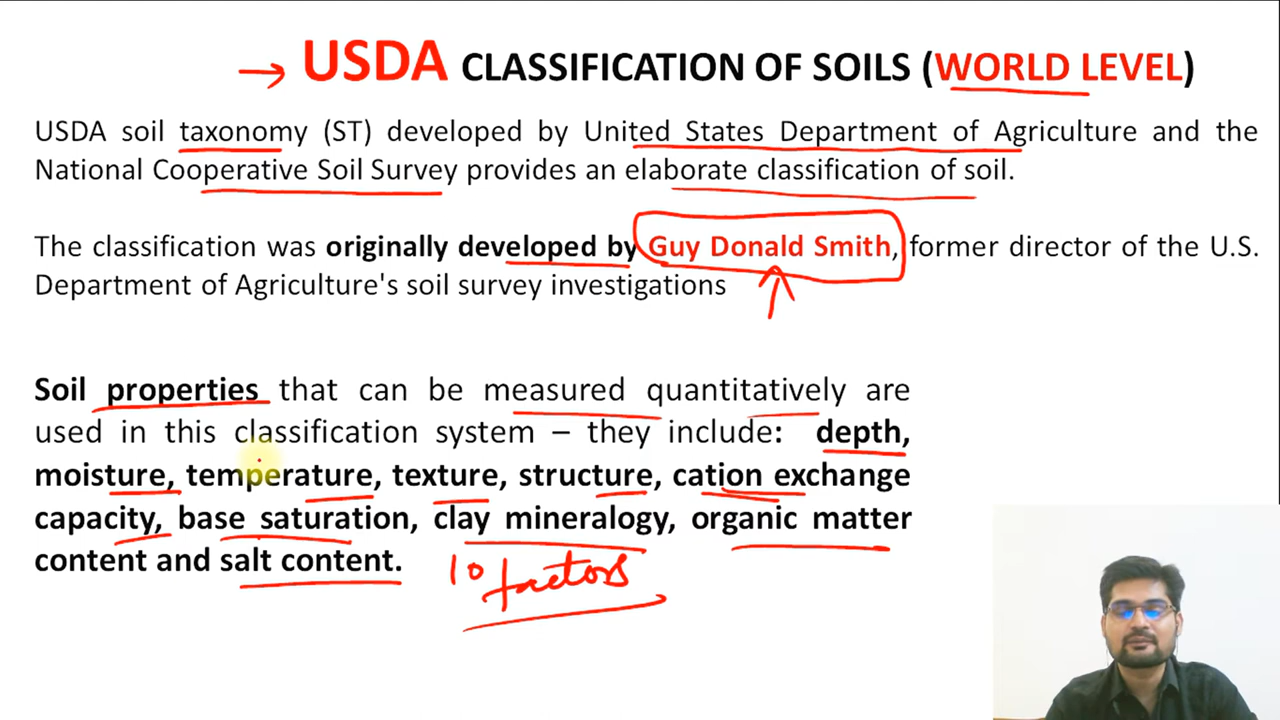 → USDA CLASSIFICATION OF SOILS (WORLD LEVEL)
USDA soil taxonomy (ST) developed by United States Department of Agriculture and the
National Cooperative Soil Survey provides an elaborate classification of soil.
The classification was originally developed by Guy Donald Smith, former director of the U.S.
Department of Agriculture's soil survey investigations
Soil properties that can be measured quantitatively are
used in this classification system – they include: depth,
moisture, temperature, texture, structure, cation exchange
capacity, base saturation, clay mineralogy, organic matter
content and salt content.
10 factors